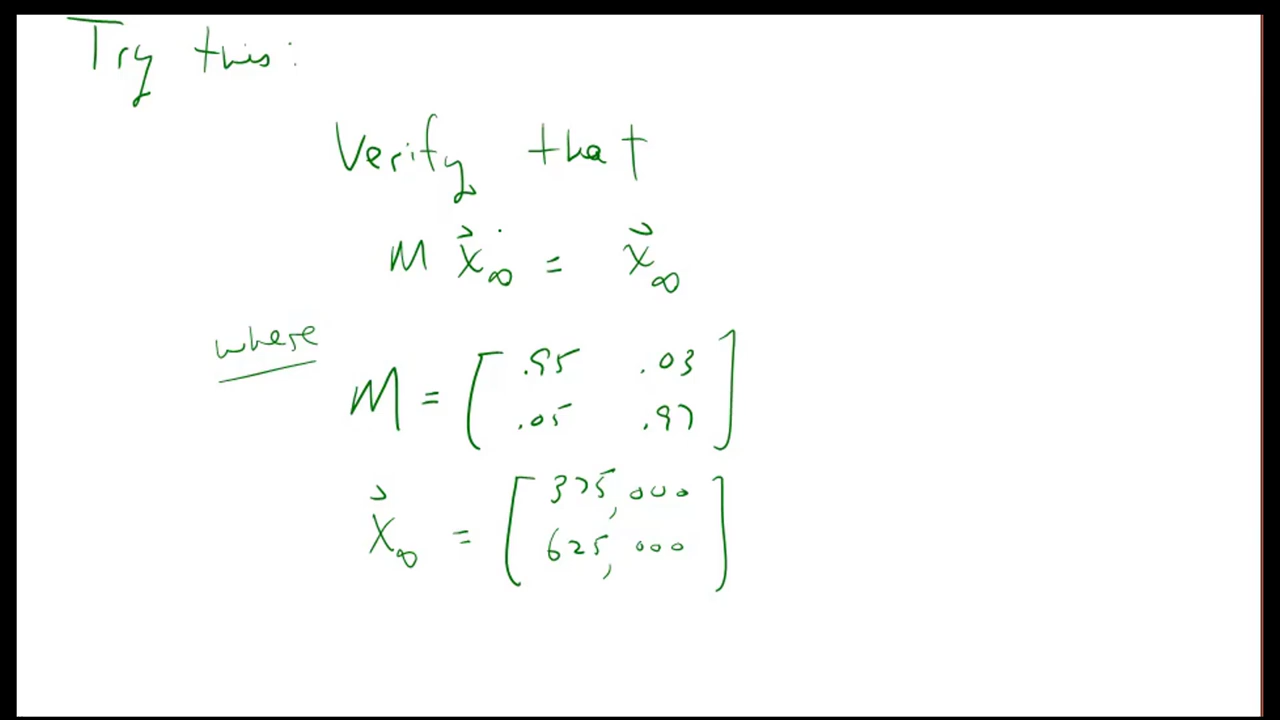 Try this:
Verify that
M x⃗∞ = x⃗∞
where
M = [ .95 .03
.05 .97 ]
x⃗∞ = [ 375,000
625,000 ]